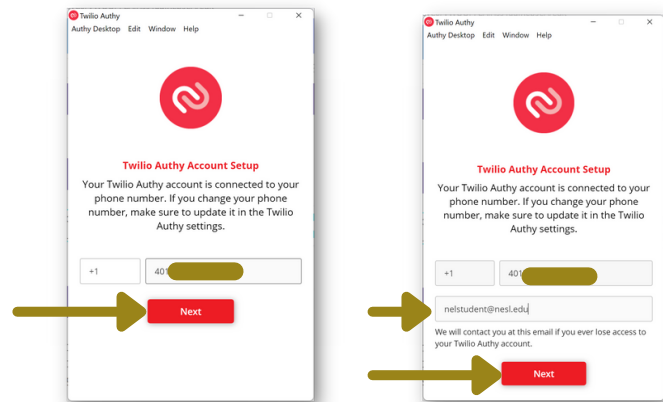 Twilio Authy
Authy Desktop Edit Window Help
Twilio Authy Account Setup
Your Twilio Authy account is connected to your
phone number. If you change your phone
number, make sure to update it in the Twilio
Authy settings.
+1 401
Next
Twilio Authy
Authy Desktop Edit Window Help
Twilio Authy Account Setup
Your Twilio Authy account is connected to your
phone number. If you change your phone
number, make sure to update it in the Twilio
Authy settings.
+1 401
nelstudent@nesl.edu
We will contact you at this email if you ever lose access to
your Twilio Authy account.
Next